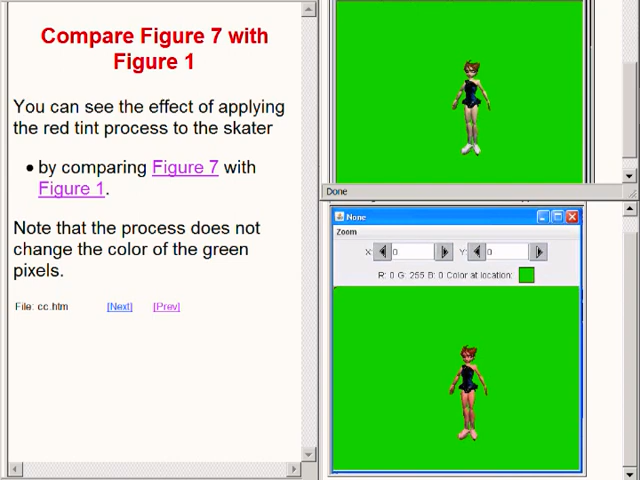 Compare Figure 7 with
Figure 1
You can see the effect of applying
the red tint process to the skater
• by comparing Figure 7 with
Figure 1.
Note that the process does not
change the color of the green
pixels.
File: cc.htm [Next] [Prev]
Done
None
Zoom
X: 0 Y: 0
R: 0 G: 255 B: 0 Color at location: